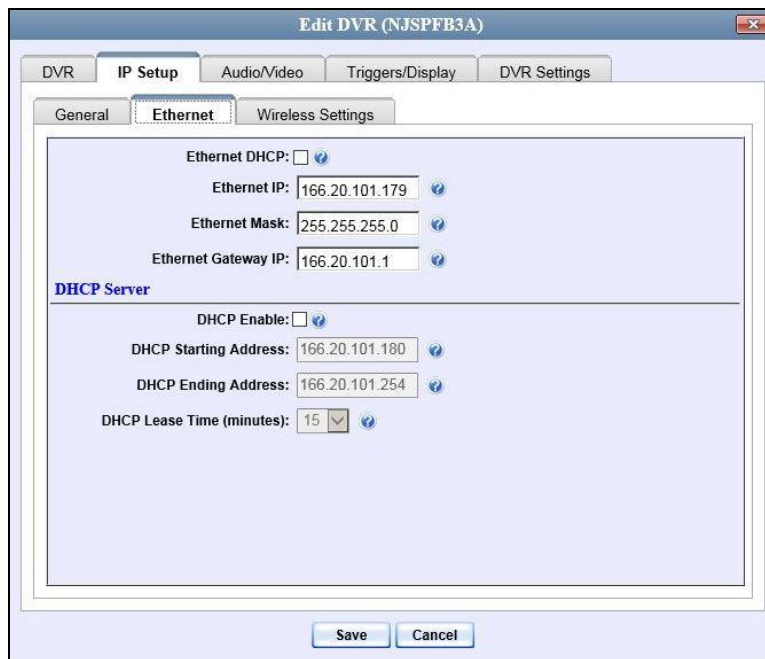 Edit DVR (NJSPFB3A)
DVR IP Setup Audio/Video Triggers/Display DVR Settings
General Ethernet Wireless Settings
Ethernet DHCP:
Ethernet IP: 166.20.101.179
Ethernet Mask: 255.255.255.0
Ethernet Gateway IP: 166.20.101.1
DHCP Server
DHCP Enable:
DHCP Starting Address: 166.20.101.180
DHCP Ending Address: 166.20.101.254
DHCP Lease Time (minutes): 15
Save Cancel